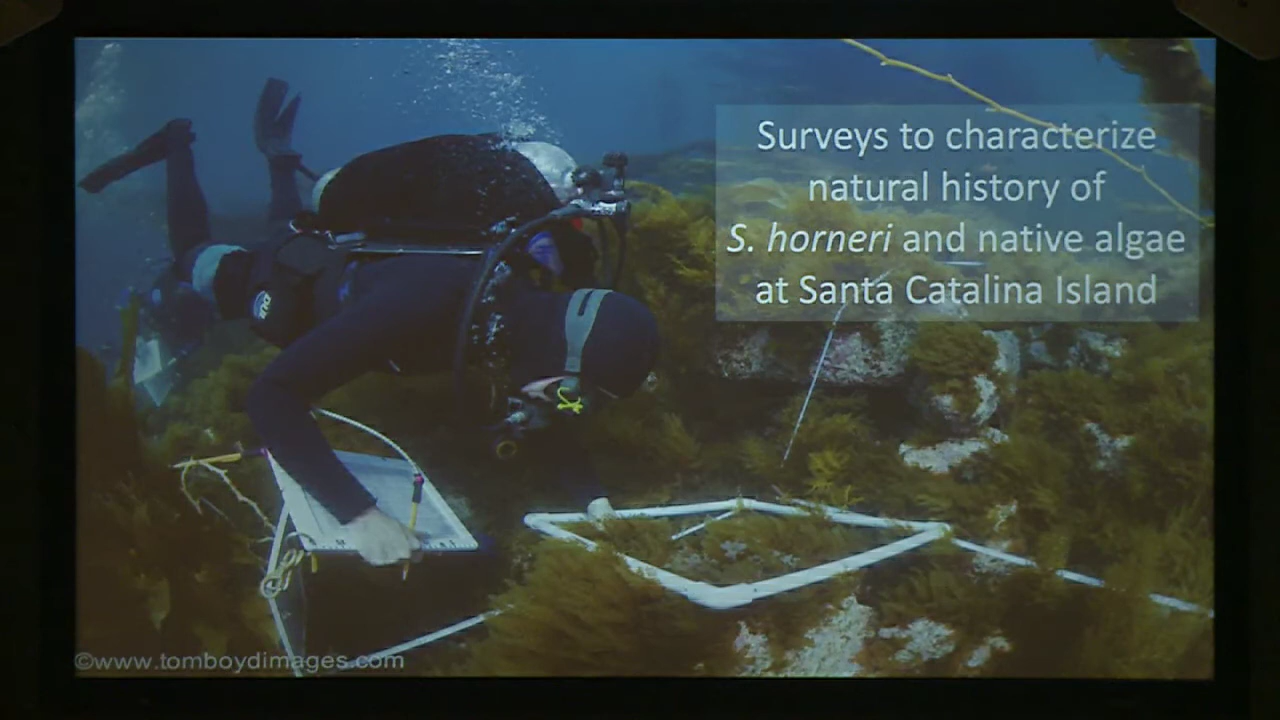 Surveys to characterize
natural history of
S. horneri and native algae
at Santa Catalina Island
©www.tomboydimages.com